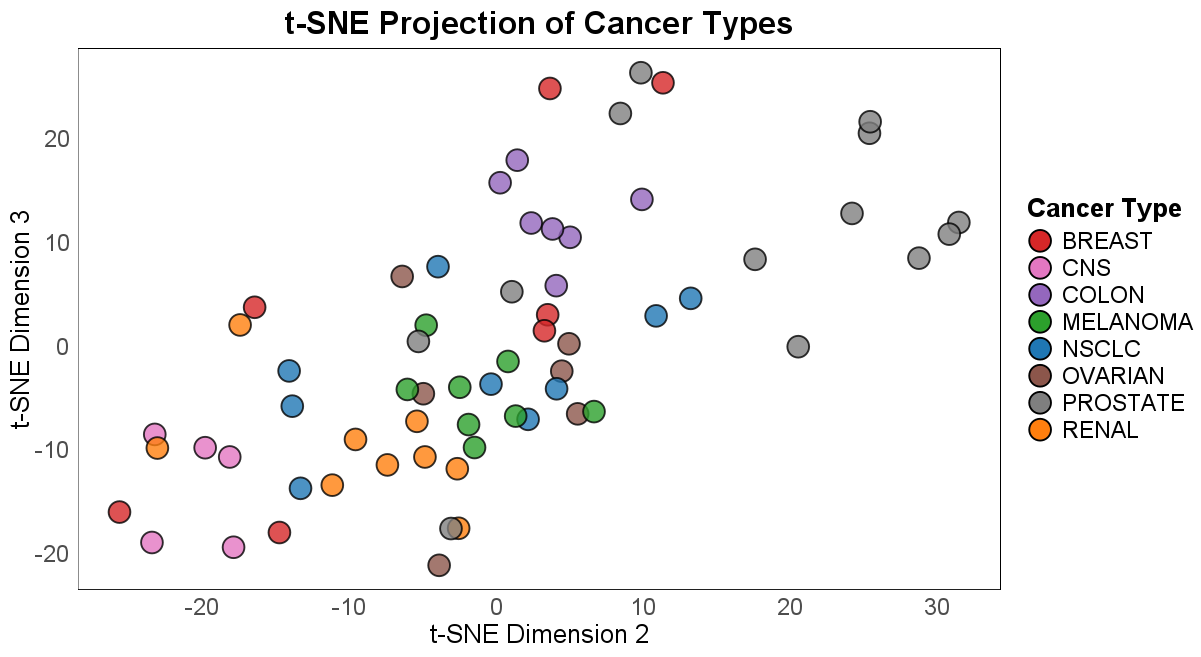 t-SNE Projection of Cancer Types
t-SNE Dimension 3
20
10
0
-10
-20
-20 -10 0 10 20 30
t-SNE Dimension 2
Cancer Type
BREAST
CNS
COLON
MELANOMA
NSCLC
OVARIAN
PROSTATE
RENAL